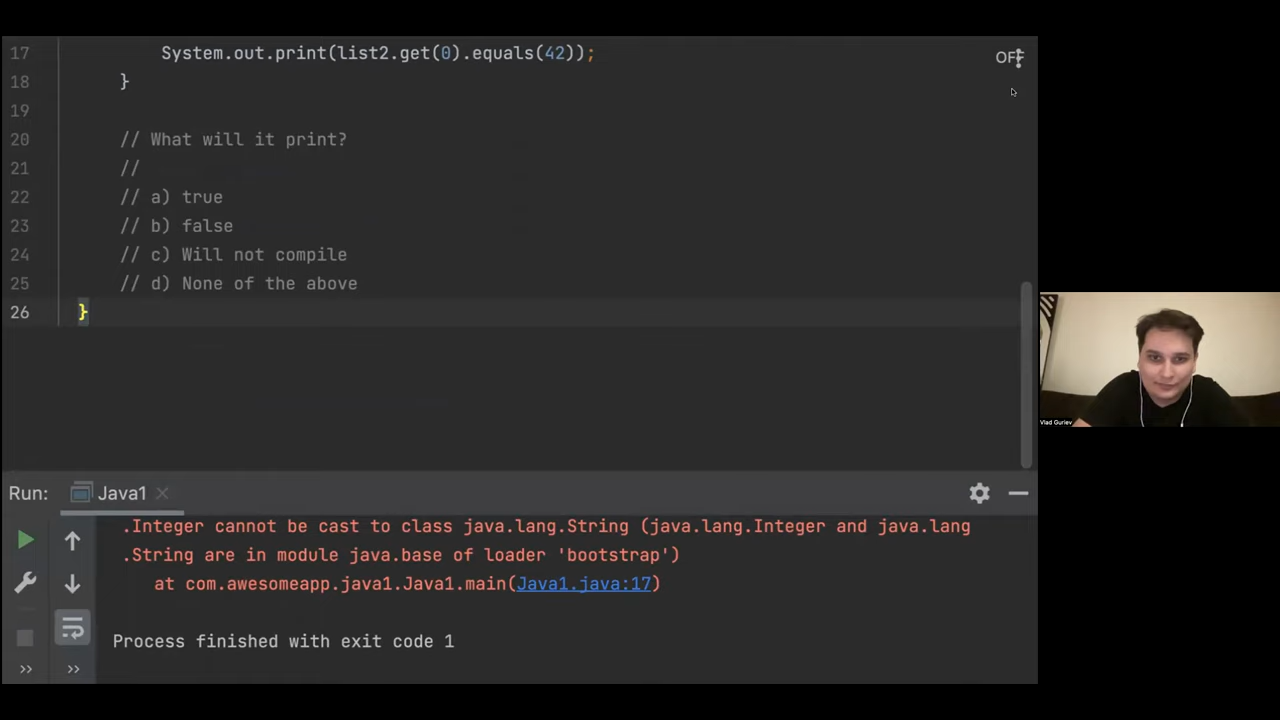 17 System.out.print(list2.get(0).equals(42));
OFF
18 }
19
20 // What will it print?
21 //
22 // a) true
23 // b) false
24 // c) Will not compile
25 // d) None of the above
26 }
Vlad Guriev
Run: Java1
.Integer cannot be cast to class java.lang.String (java.lang.Integer and java.lang
.String are in module java.base of loader 'bootstrap')
at com.awesomeapp.java1.Java1.main(Java1.java:17)
Process finished with exit code 1